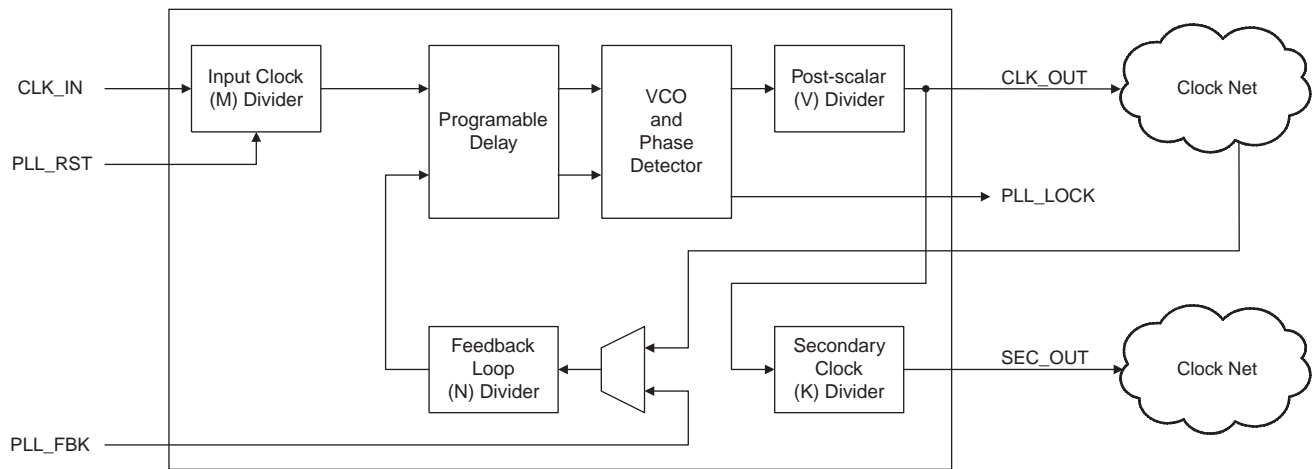 CLK_IN
PLL_RST
Input Clock
(M) Divider
Programable
Delay
VCO
and
Phase
Detector
Post-scalar
(V) Divider
CLK_OUT
Clock Net
PLL_LOCK
Feedback
Loop
(N) Divider
Secondary
Clock
(K) Divider
SEC_OUT
Clock Net
PLL_FBK